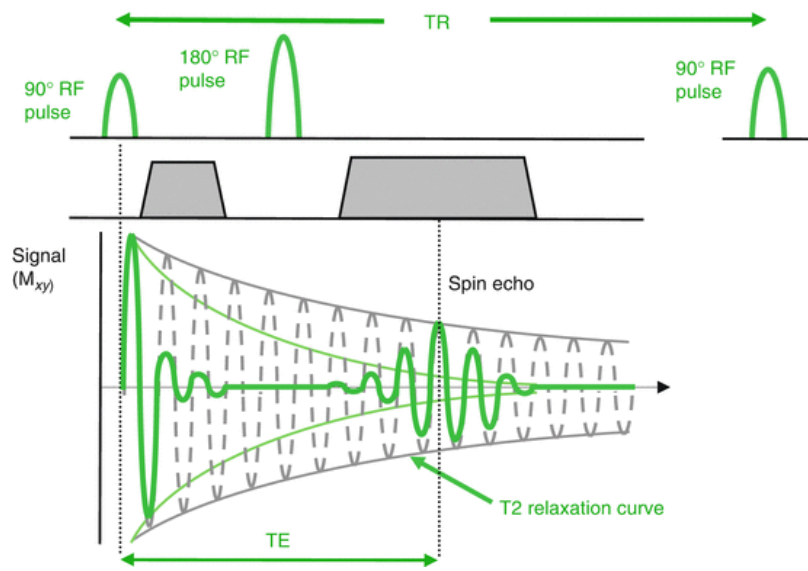 TR
180° RF
pulse
90° RF
pulse
90° RF
pulse
Signal
(Mxy)
Spin echo
T2 relaxation curve
TE